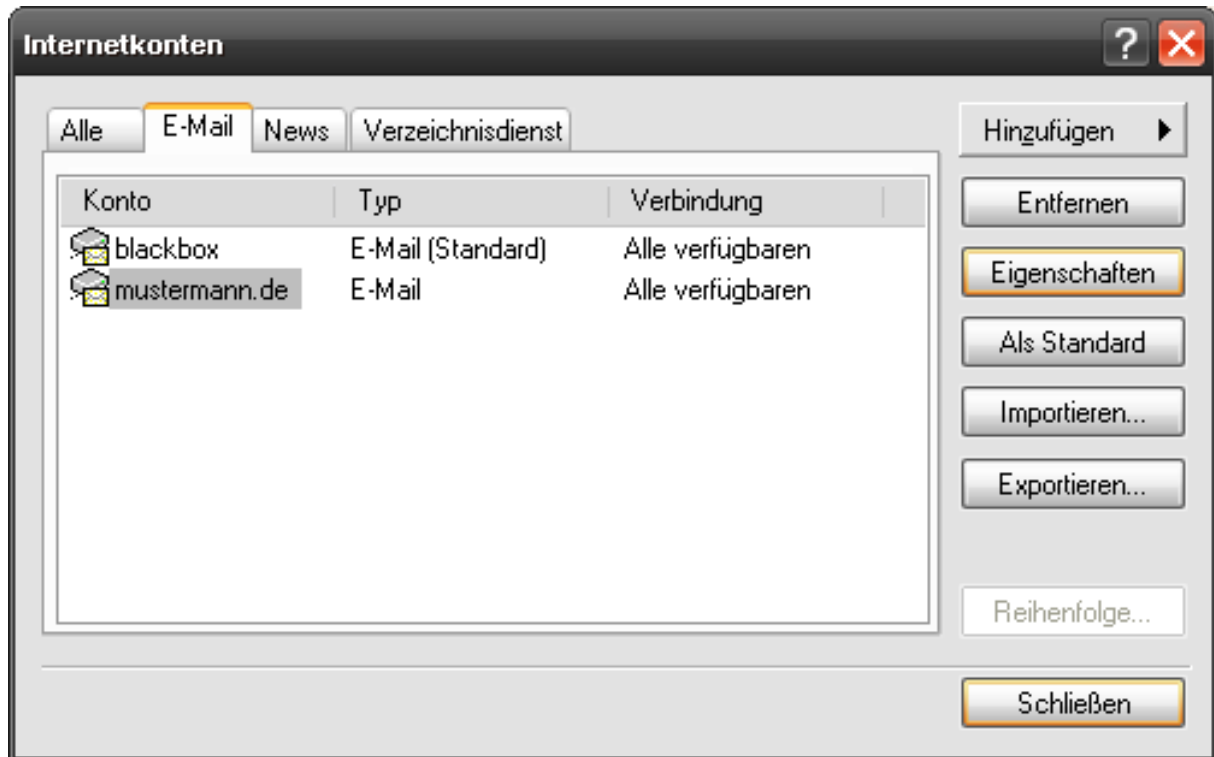 Internetkonten
?
Alle E-Mail News Verzeichnisdienst
Konto Typ Verbindung
blackbox E-Mail (Standard) Alle verfügbaren
mustermann.de E-Mail Alle verfügbaren
Hinzufügen
Entfernen
Eigenschaften
Als Standard
Importieren...
Exportieren...
Reihenfolge...
Schließen